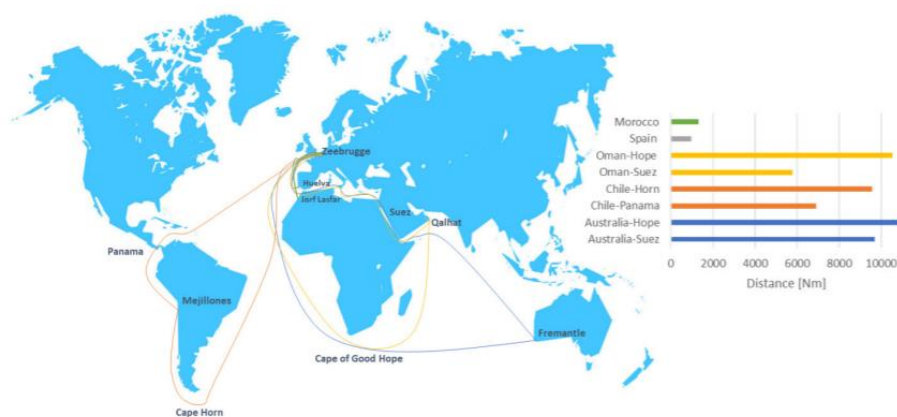 Zeebrugge
Huelva
Jorf Lasfar
Suez
Qalhat
Panama
Mejillones
Fremantle
Cape of Good Hope
Cape Horn
Morocco
Spain
Oman-Hope
Oman-Suez
Chile-Horn
Chile-Panama
Australia-Hope
Australia-Suez
0 2000 4000 6000 8000 10000
Distance [Nm]